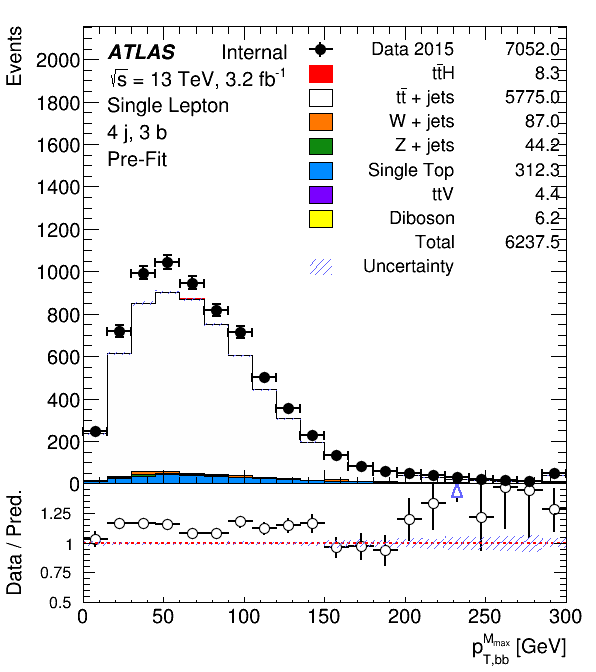 Events
2000
1800
1600
1400
1200
1000
800
600
400
200
0
ATLAS Internal
√s = 13 TeV, 3.2 fb⁻¹
Single Lepton
4 j, 3 b
Pre-Fit
Data 2015 7052.0
tt̄H 8.3
tt̄ + jets 5775.0
W + jets 87.0
Z + jets 44.2
Single Top 312.3
ttV 4.4
Diboson 6.2
Total 6237.5
Uncertainty
Data / Pred.
1.25
1
0.75
0.5
0 50 100 150 200 250 300
p_{T,bb}^{M_{max}} [GeV]